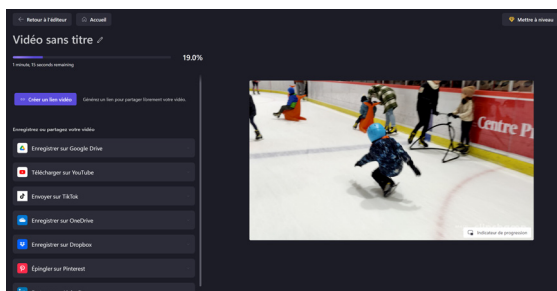 Retour à l'éditeur
Accueil
Mettre à niveau
Vidéo sans titre
19.0%
1 minute, 15 seconds remaining
Créer un lien vidéo
Générez un lien pour partager librement votre vidéo.
Enregistrez ou partagez votre vidéo
Enregistrer sur Google Drive
Télécharger sur YouTube
Envoyer sur TikTok
Enregistrer sur OneDrive
Enregistrer sur Dropbox
Épingler sur Pinterest
Centre
Indicateur de progression